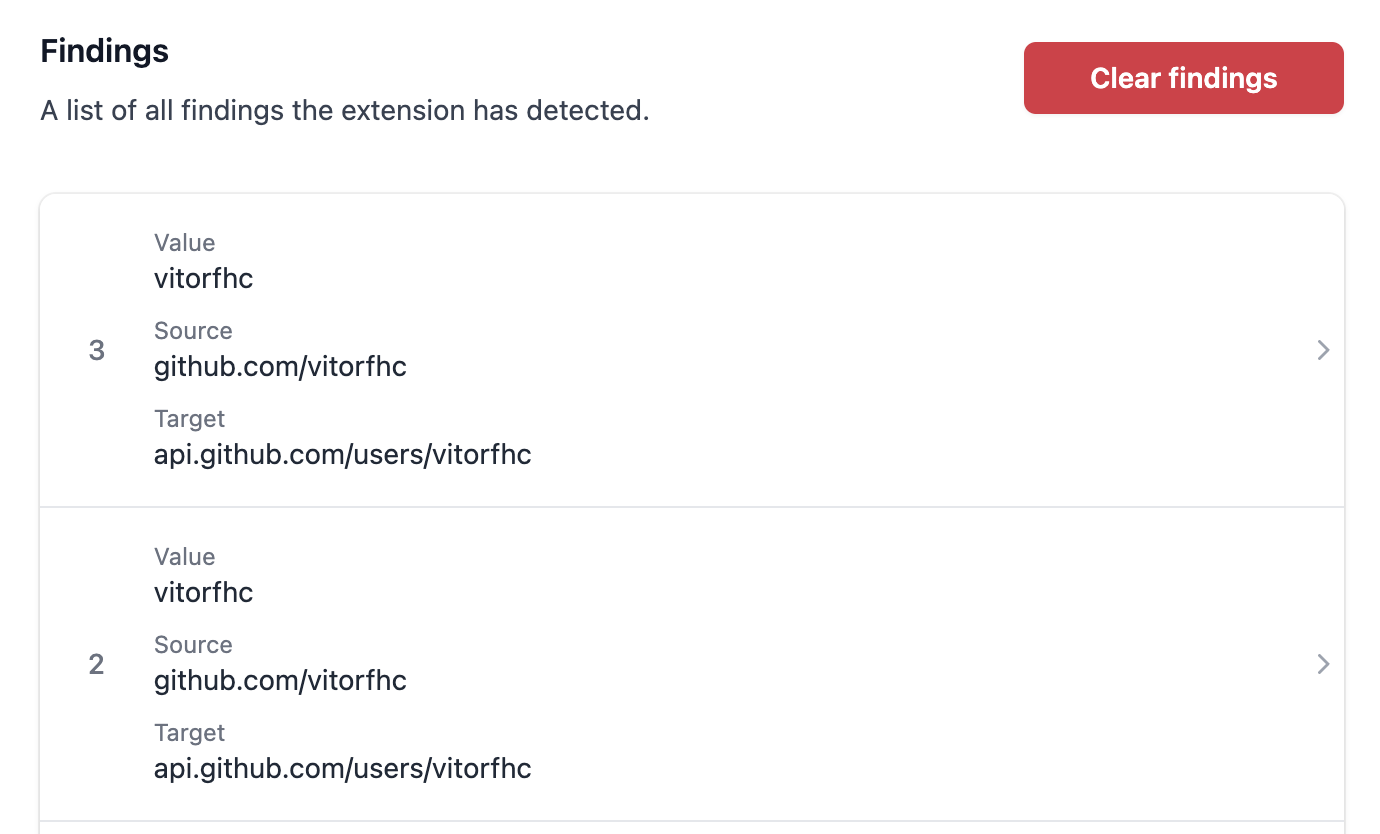 Findings
Clear findings
A list of all findings the extension has detected.
Value
vitorfhc
Source
3
github.com/vitorfhc
Target
api.github.com/users/vitorfhc
Value
vitorfhc
Source
2
github.com/vitorfhc
Target
api.github.com/users/vitorfhc